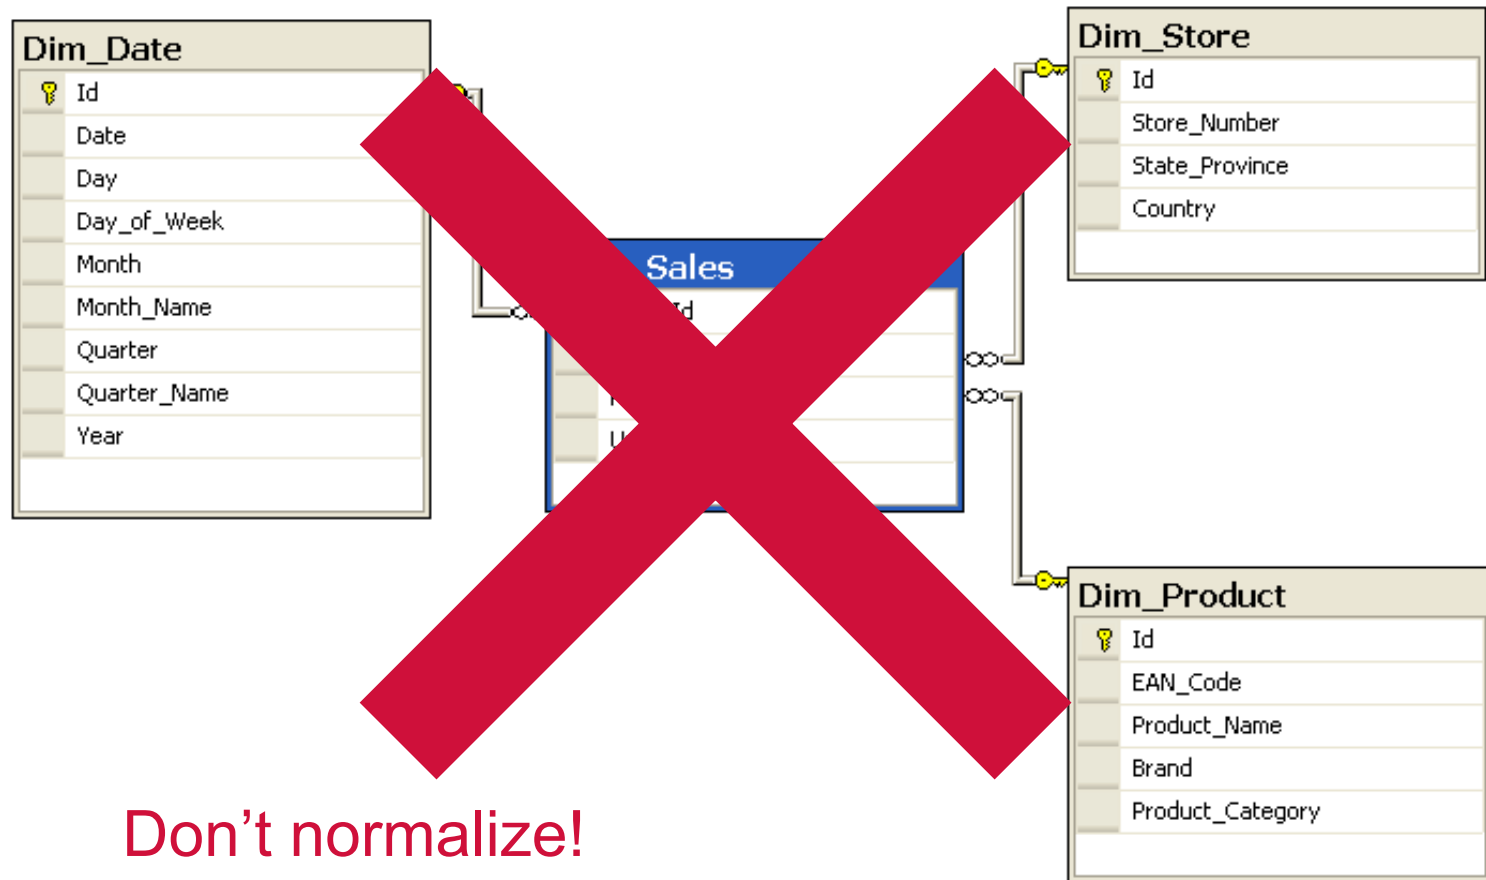 Dim_Date
Id
Date
Day
Day_of_Week
Month
Month_Name
Quarter
Quarter_Name
Year
Sales
Id
Dim_Store
Id
Store_Number
State_Province
Country
Dim_Product
Id
EAN_Code
Product_Name
Brand
Product_Category
Don’t normalize!